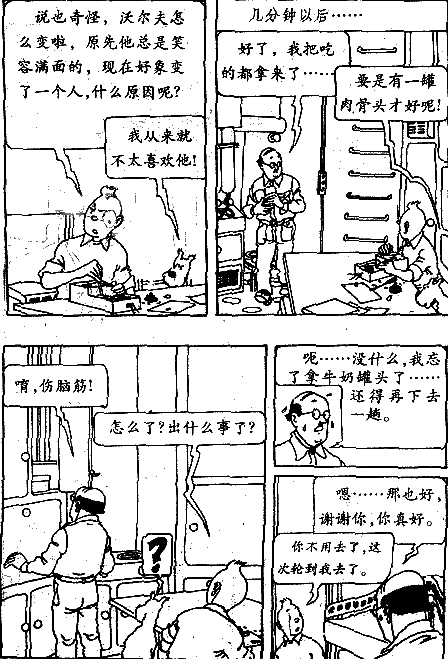 说也奇怪，沃尔夫怎
么变啦，原先他总是笑
容满面的，现在好象变
了一个人，什么原因呢？
我从来就
不太喜欢他！
几分钟以后……
好了，我把吃
的都拿来了……
要是有一罐
肉骨头才好呢！
唷，伤脑筋！
怎么了？出什么事了？
？
呃……没什么，我忘
了拿牛奶罐头了……
还得再下去
一趟。
嗯……那也好，
谢谢你，你真好。
你不用去了，这
次轮到我去了。